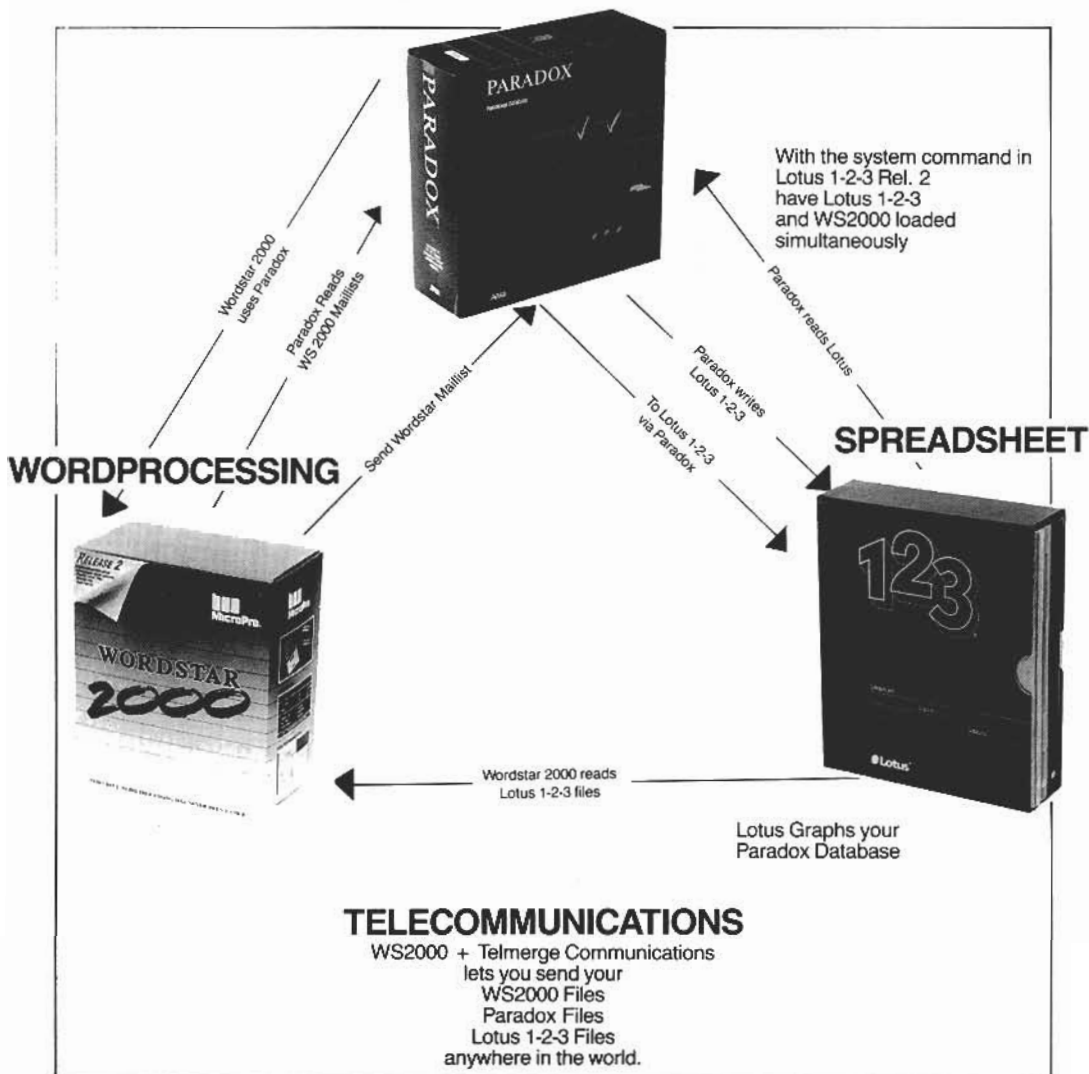 PARADOX
PARADOX
With the system command in
Lotus 1-2-3 Rel. 2
have Lotus 1-2-3
and WS2000 loaded
simultaneously
Wordstar 2000
uses Paradox
Paradox Reads
WS 2000 Maillists
Send Wordstar Maillist
To Lotus 1-2-3
via Paradox
Paradox writes
Lotus 1-2-3
Paradox reads Lotus
WORDPROCESSING
SPREADSHEET
RELEASE 2
MicroPro
MicroPro
WORDSTAR
2000
123
Lotus
Wordstar 2000 reads
Lotus 1-2-3 files
Lotus Graphs your
Paradox Database
TELECOMMUNICATIONS
WS2000 + Telmerge Communications
lets you send your
WS2000 Files
Paradox Files
Lotus 1-2-3 Files
anywhere in the world.